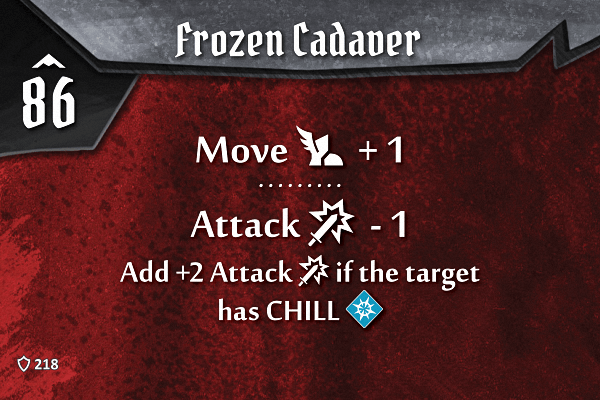 Frozen Cadaver
86
Move + 1
Attack - 1
Add +2 Attack if the target
has CHILL
218